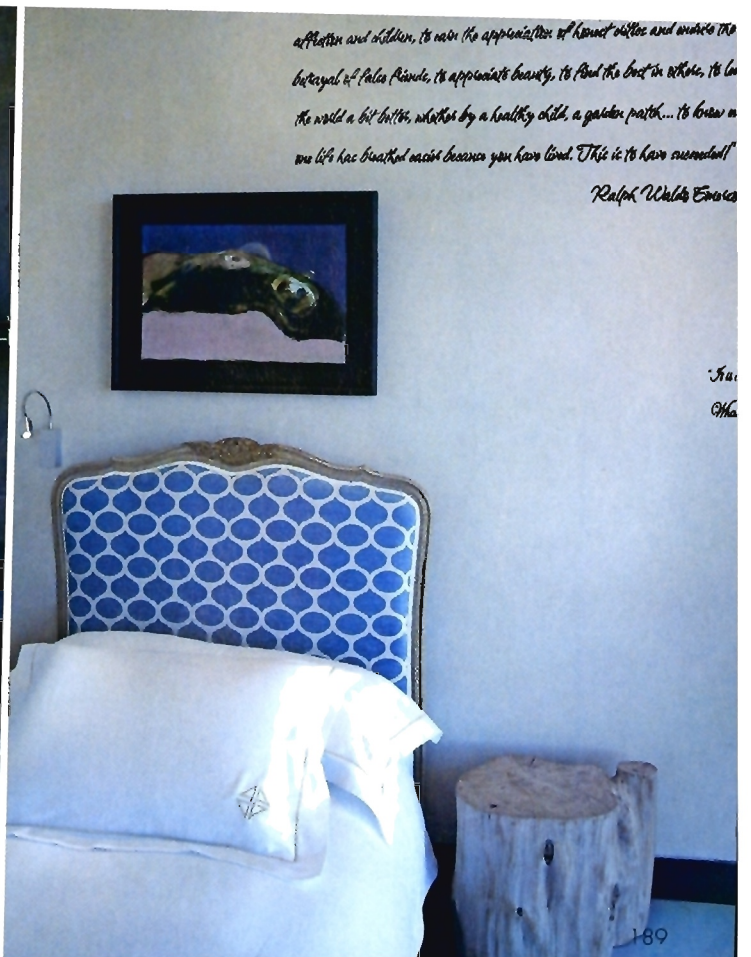 affection and children, to earn the appreciation of honest critics and endure the
betrayal of false friends, to appreciate beauty, to find the best in others, to
the world a bit better, whether by a healthy child, a garden patch... to know
one life has breathed easier because you have lived. This is to have succeeded!"
Ralph Waldo
189